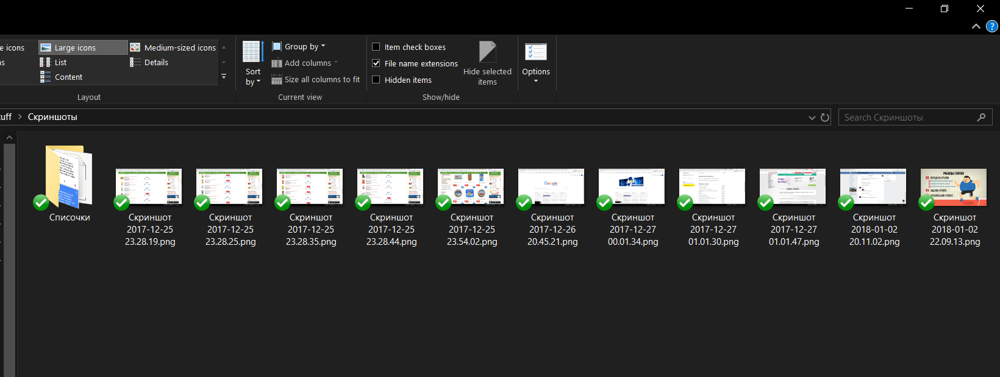 e icons
Large icons
Medium-sized icons
s
List
Details
Content
Layout
Sort
by
Group by
Add columns
Size all columns to fit
Current view
Item check boxes
File name extensions
Hidden items
Hide selected
items
Show/hide
Options
?
uff > Скриншоты
Search Скриншоты
Списочки
Скриншот
2017-12-25
23.28.19.png
Скриншот
2017-12-25
23.28.25.png
Скриншот
2017-12-25
23.28.35.png
Скриншот
2017-12-25
23.28.44.png
Скриншот
2017-12-25
23.54.02.png
Google
Скриншот
2017-12-26
20.45.21.png
Скриншот
2017-12-27
00.01.34.png
Скриншот
2017-12-27
01.01.30.png
Скриншот
2017-12-27
01.01.47.png
Скриншот
2018-01-02
20.11.02.png
МЫШЦЫ ГОЛЕНИ
Скриншот
2018-01-02
22.09.13.png